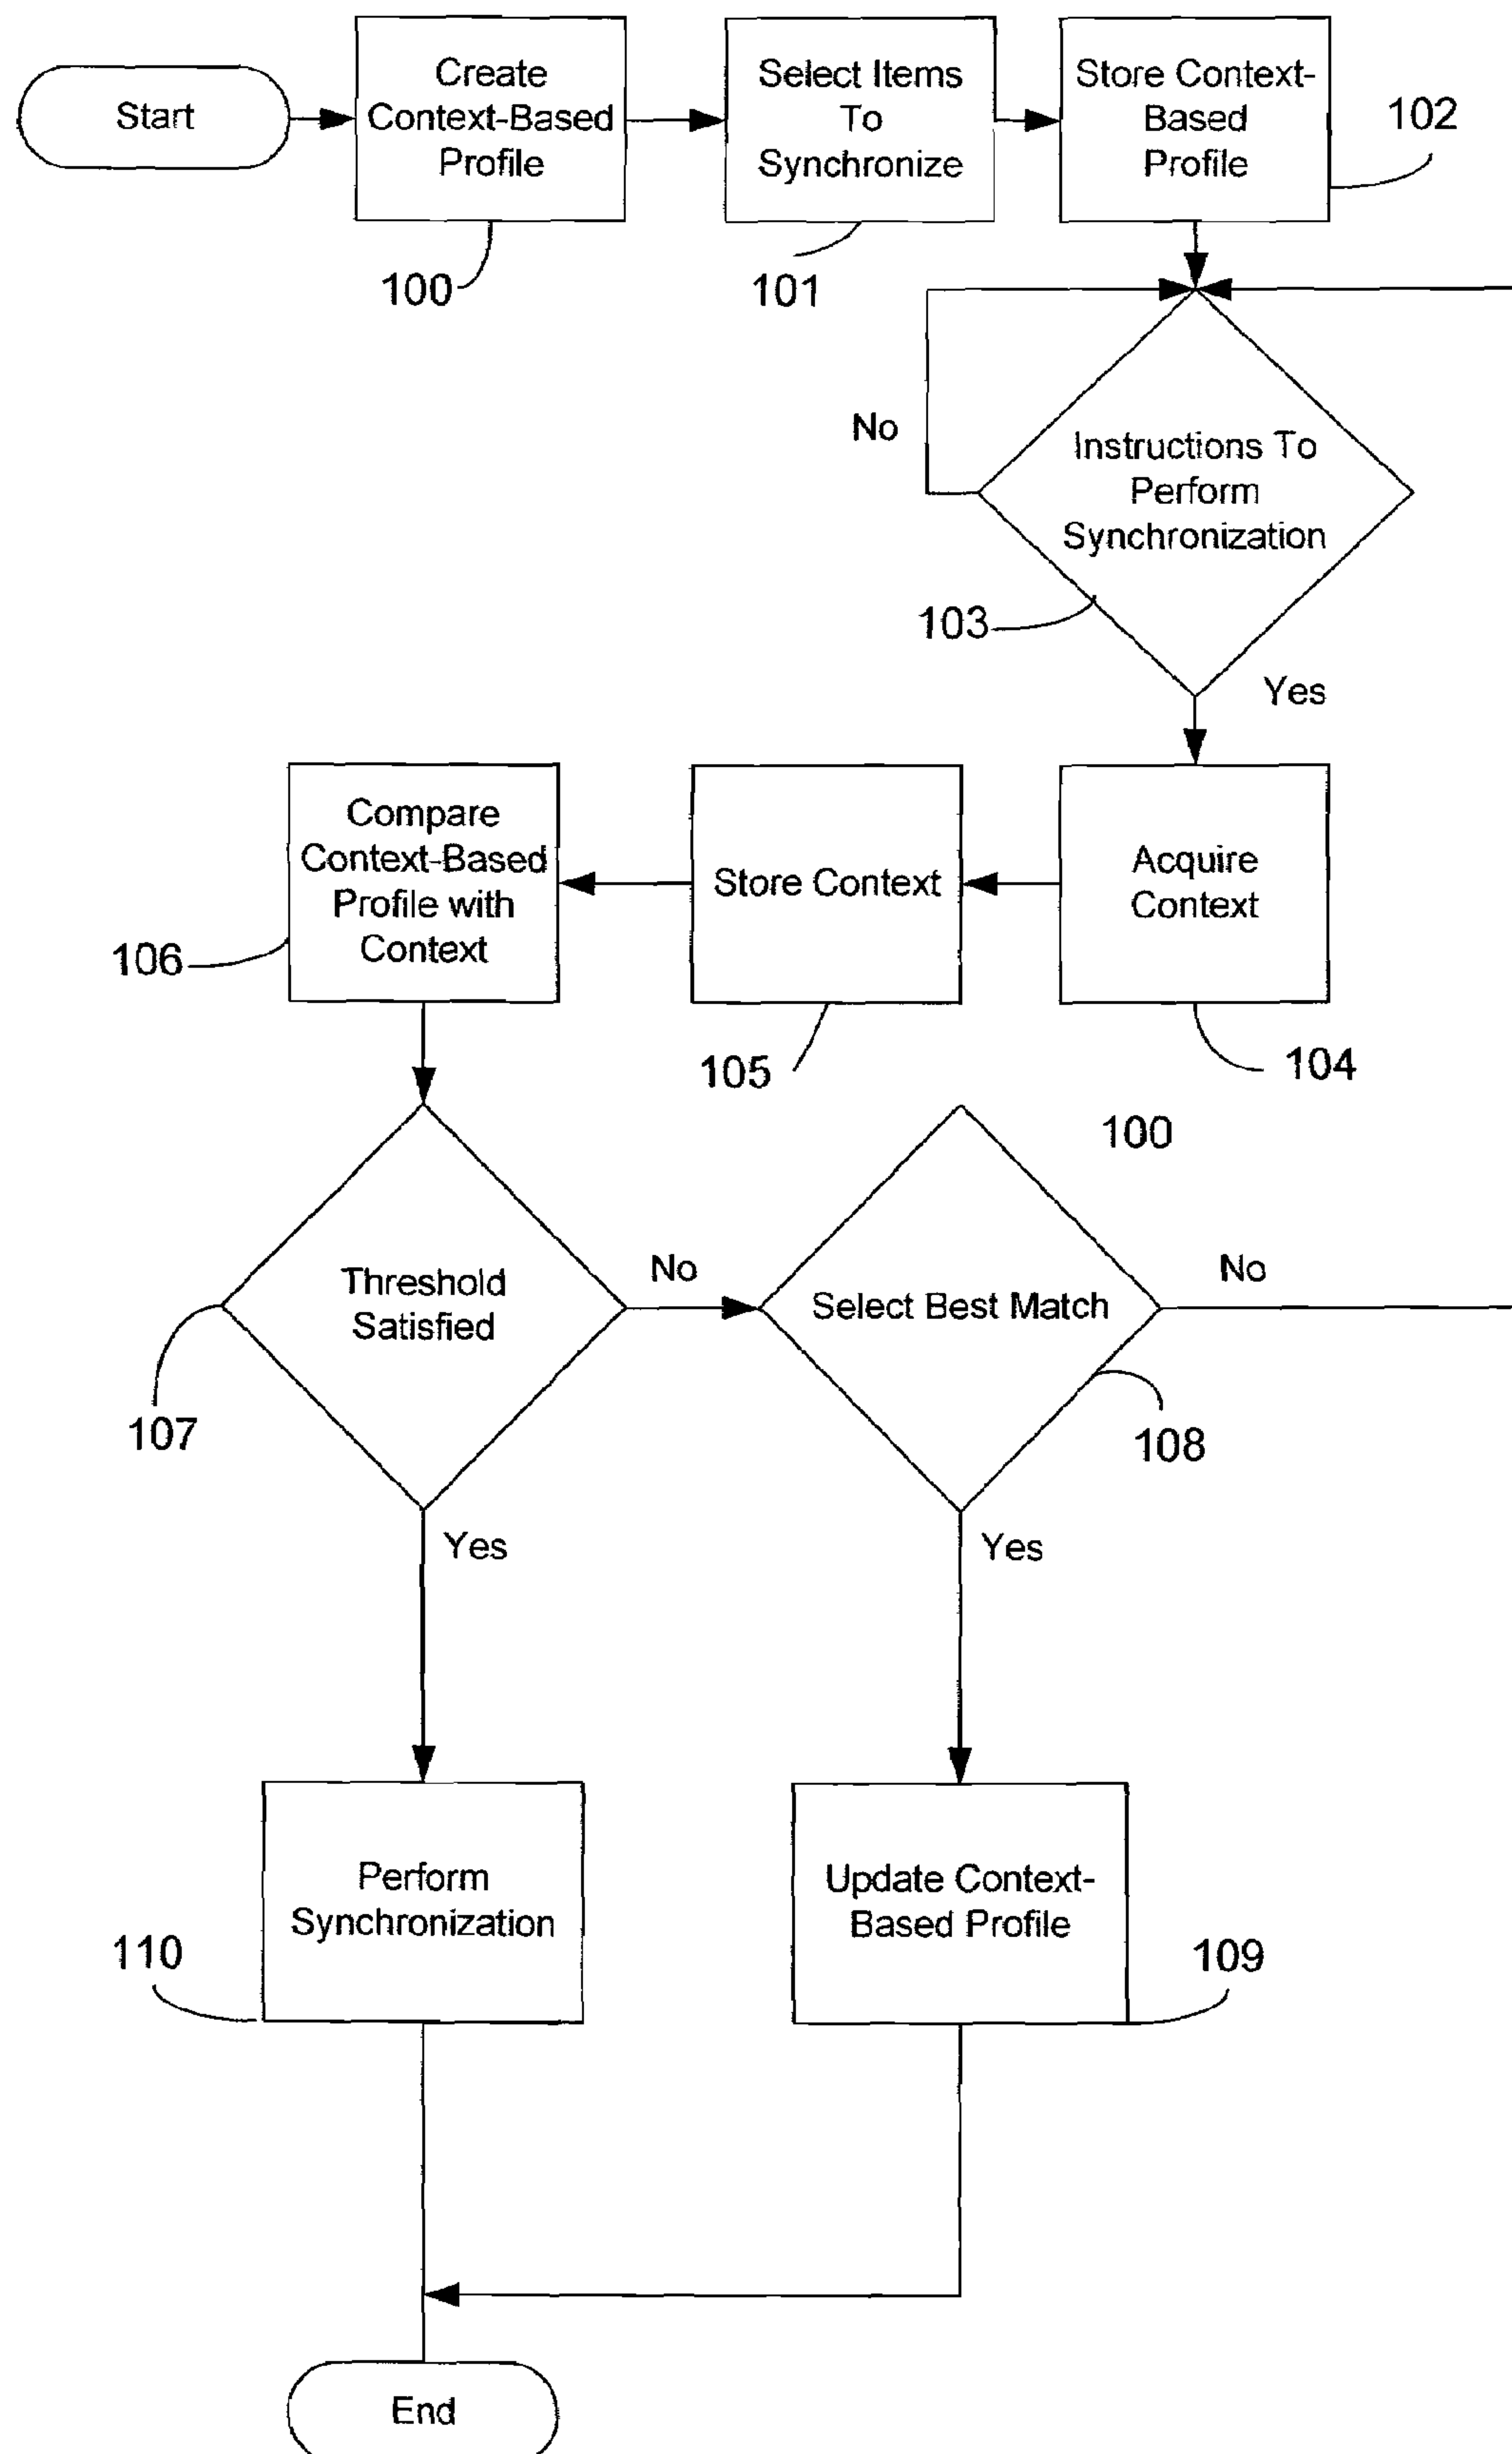 Start
Create
Context-Based
Profile
Select Items
To
Synchronize
Store Context-
Based
Profile
102
100
101
No
Instructions To
Perform
Synchronization
103
Yes
Compare
Context-Based
Profile with
Context
Store Context
Acquire
Context
106
105
104
100
Threshold
Satisfied
No
Select Best Match
No
107
108
Yes
Yes
Perform
Synchronization
Update Context-
Based Profile
110
109
End